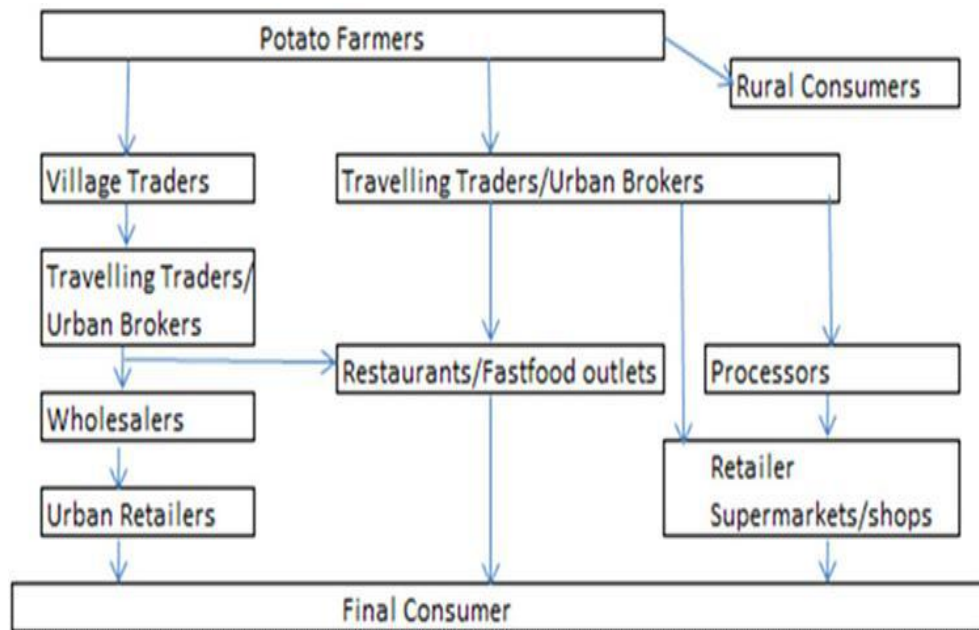 Potato Farmers
Rural Consumers
Village Traders
Travelling Traders/Urban Brokers
Travelling Traders/
Urban Brokers
Restaurants/Fastfood outlets
Processors
Wholesalers
Retailer
Supermarkets/shops
Urban Retailers
Final Consumer